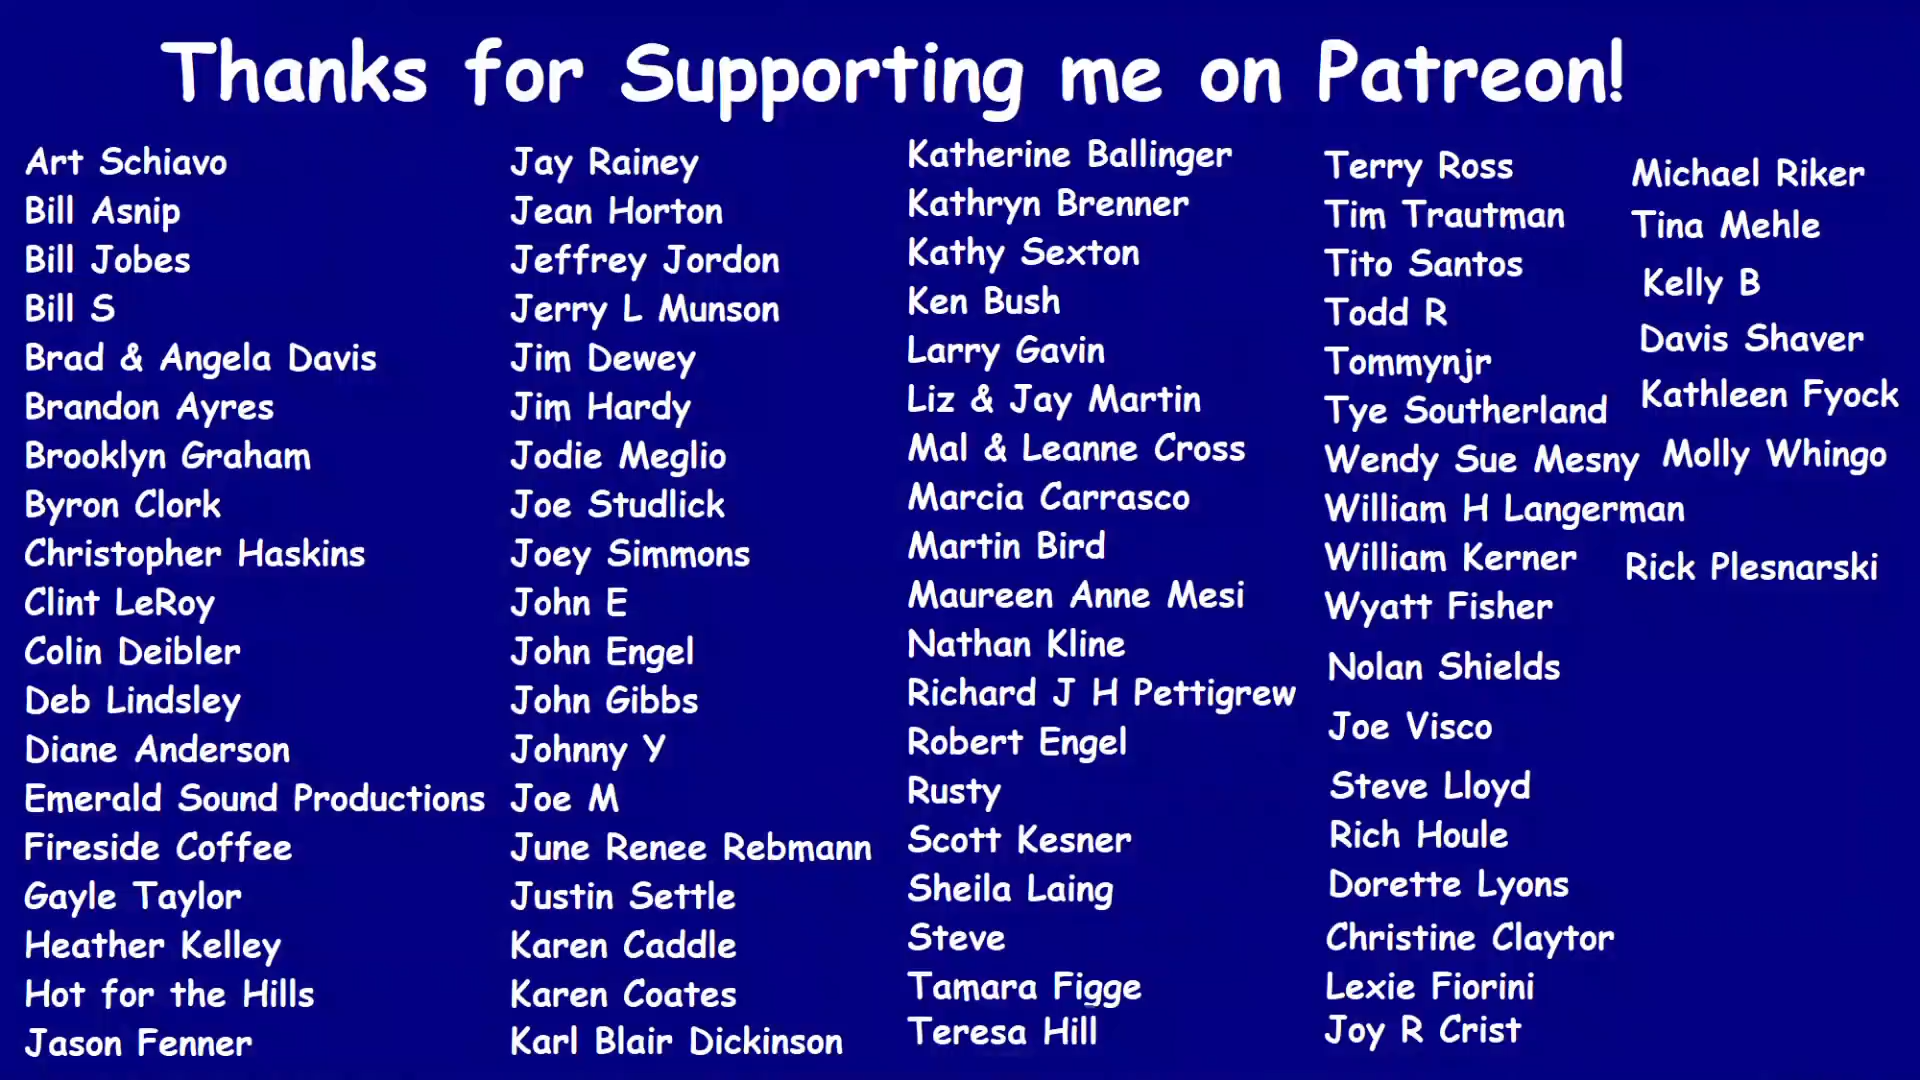 Thanks for Supporting me on Patreon!
Art Schiavo
Bill Asnip
Bill Jobes
Bill S
Brad & Angela Davis
Brandon Ayres
Brooklyn Graham
Byron Clork
Christopher Haskins
Clint LeRoy
Colin Deibler
Deb Lindsley
Diane Anderson
Emerald Sound Productions
Fireside Coffee
Gayle Taylor
Heather Kelley
Hot for the Hills
Jason Fenner
Jay Rainey
Jean Horton
Jeffrey Jordon
Jerry L Munson
Jim Dewey
Jim Hardy
Jodie Meglio
Joe Studlick
Joey Simmons
John E
John Engel
John Gibbs
Johnny Y
Joe M
June Renee Rebmann
Justin Settle
Karen Caddle
Karen Coates
Karl Blair Dickinson
Katherine Ballinger
Kathryn Brenner
Kathy Sexton
Ken Bush
Larry Gavin
Liz & Jay Martin
Mal & Leanne Cross
Marcia Carrasco
Martin Bird
Maureen Anne Mesi
Nathan Kline
Richard J H Pettigrew
Robert Engel
Rusty
Scott Kesner
Sheila Laing
Steve
Tamara Figge
Teresa Hill
Terry Ross
Tim Trautman
Tito Santos
Todd R
Tommynjr
Tye Southerland
Wendy Sue Mesny
William H Langerman
William Kerner
Wyatt Fisher
Nolan Shields
Joe Visco
Steve Lloyd
Rich Houle
Dorette Lyons
Christine Claytor
Lexie Fiorini
Joy R Crist
Michael Riker
Tina Mehle
Kelly B
Davis Shaver
Kathleen Fyock
Molly Whingo
Rick Plesnarski